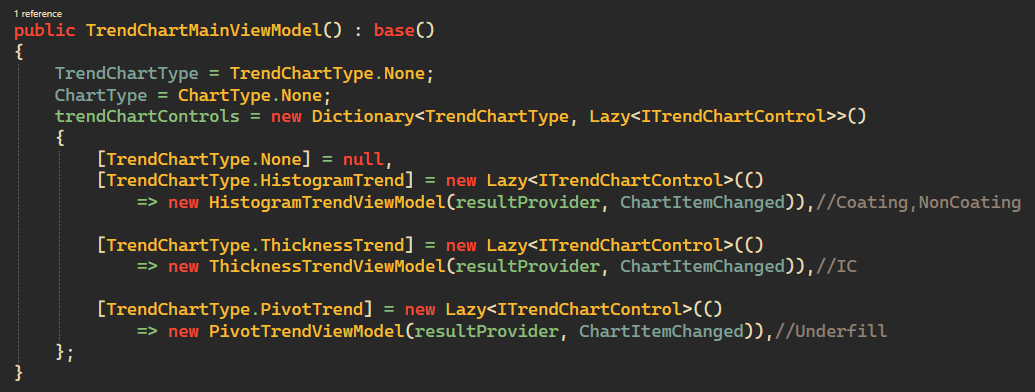 1 reference
public TrendChartMainViewModel() : base()
{
    TrendChartType = TrendChartType.None;
    ChartType = ChartType.None;
    trendChartControls = new Dictionary<TrendChartType, Lazy<ITrendChartControl>>()
    {
        [TrendChartType.None] = null,
        [TrendChartType.HistogramTrend] = new Lazy<ITrendChartControl>(()
            => new HistogramTrendViewModel(resultProvider, ChartItemChanged)),//Coating,NonCoating
        [TrendChartType.ThicknessTrend] = new Lazy<ITrendChartControl>(()
            => new ThicknessTrendViewModel(resultProvider, ChartItemChanged)),//IC
        [TrendChartType.PivotTrend] = new Lazy<ITrendChartControl>(()
            => new PivotTrendViewModel(resultProvider, ChartItemChanged)),//Underfill
    };
}